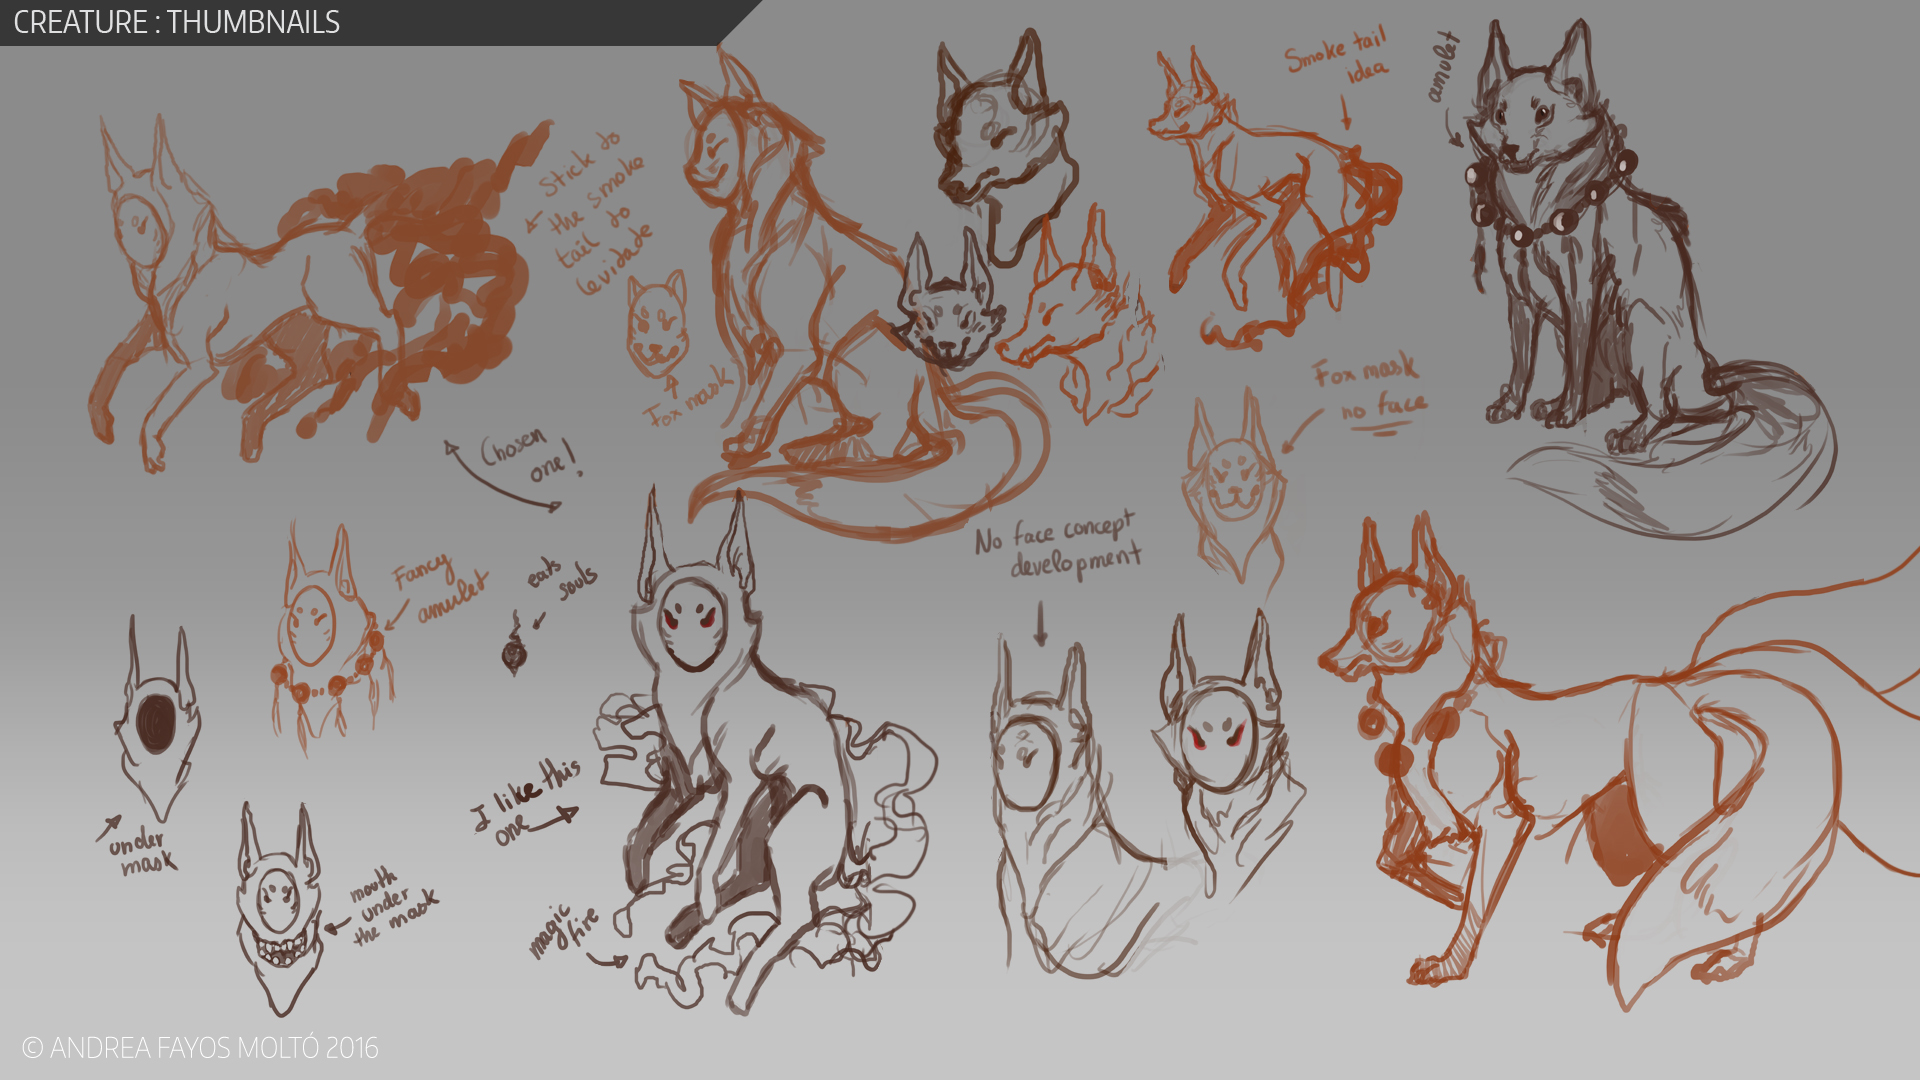 CREATURE : THUMBNAILS
Stick to
the smoke
tail to
levidade
Smoke tail
idea
amulet
Fox mask
Fox mask
no face
Chosen
one!
No face concept
development
Fancy
amulet
eats
souls
under
mask
I like this
one
mouth
under
the mask
magic
fire
© ANDREA FAYOS MOLTÓ 2016